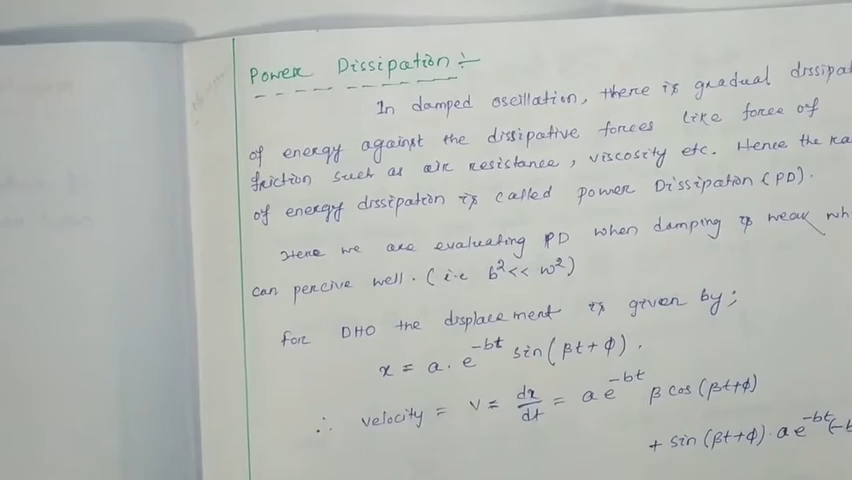 Power Dissipation :-
In damped oscillation, there is gradual dissipat
of energy against the dissipative forces like force of
friction such as air resistance, viscosity etc. Hence the ra
of energy dissipation is called power Dissipation (PD).
Here we are evaluating PD when damping is weak wh
can percive well. (i.e b² << w²)
For DHO the displacement is given by;
x = a. e^-bt sin(βt+ϕ).
∴ velocity = v = dx/dt = a e^-bt β cos(βt+ϕ)
+ sin(βt+ϕ).a e^-bt(-b